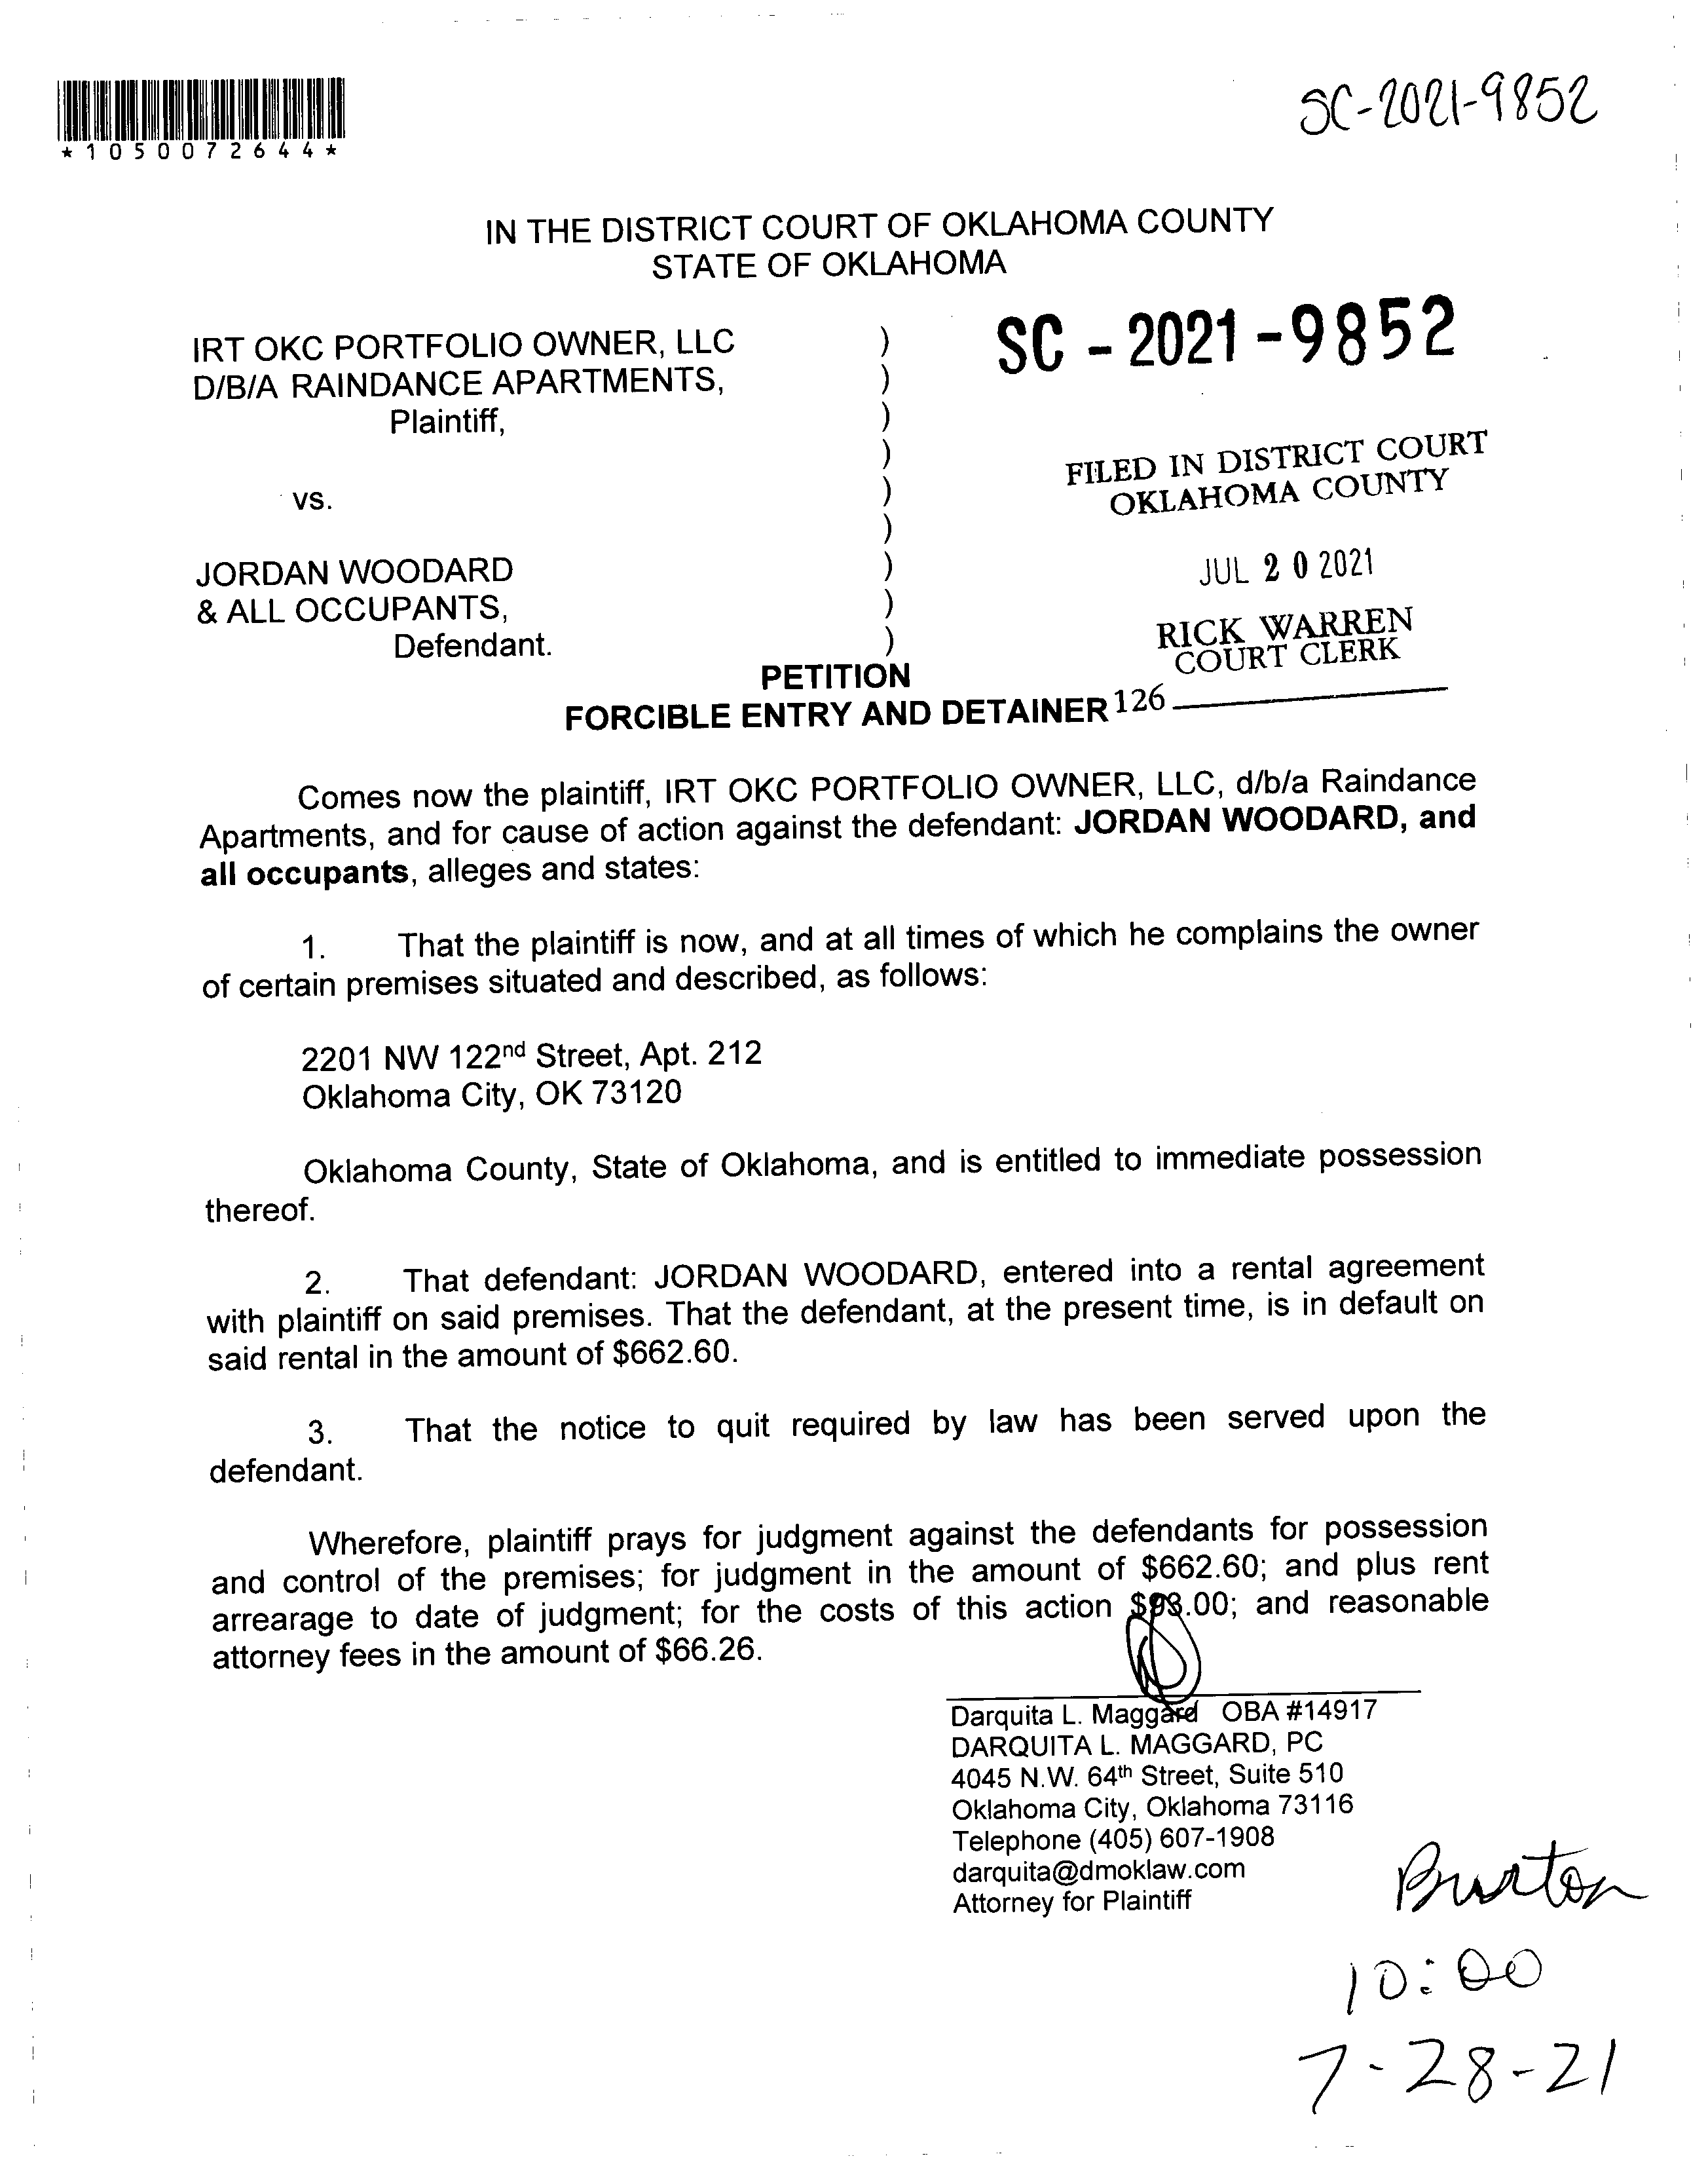 SC-2021-9852
*1050072644*
IN THE DISTRICT COURT OF OKLAHOMA COUNTY
STATE OF OKLAHOMA
IRT OKC PORTFOLIO OWNER, LLC )
D/B/A RAINDANCE APARTMENTS, )
Plaintiff, )
)
vs. )
)
JORDAN WOODARD )
& ALL OCCUPANTS, )
Defendant. )
SC - 2021 - 9852
FILED IN DISTRICT COURT
OKLAHOMA COUNTY
JUL 20 2021
RICK WARREN
COURT CLERK
126
PETITION
FORCIBLE ENTRY AND DETAINER
Comes now the plaintiff, IRT OKC PORTFOLIO OWNER, LLC, d/b/a Raindance
Apartments, and for cause of action against the defendant: JORDAN WOODARD, and
all occupants, alleges and states:
1. That the plaintiff is now, and at all times of which he complains the owner
of certain premises situated and described, as follows:
2201 NW 122nd Street, Apt. 212
Oklahoma City, OK 73120
Oklahoma County, State of Oklahoma, and is entitled to immediate possession
thereof.
2. That defendant: JORDAN WOODARD, entered into a rental agreement
with plaintiff on said premises. That the defendant, at the present time, is in default on
said rental in the amount of $662.60.
3. That the notice to quit required by law has been served upon the
defendant.
Wherefore, plaintiff prays for judgment against the defendants for possession
and control of the premises; for judgment in the amount of $662.60; and plus rent
arrearage to date of judgment; for the costs of this action $93.00; and reasonable
attorney fees in the amount of $66.26.
Darquita L. Maggard OBA #14917
DARQUITA L. MAGGARD, PC
4045 N.W. 64th Street, Suite 510
Oklahoma City, Oklahoma 73116
Telephone (405) 607-1908
darquita@dmoklaw.com
Attorney for Plaintiff
Burton
10:00
7-28-21